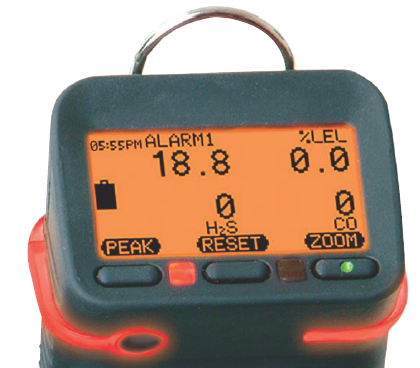 05:55PM ALARM1 %LEL
18.8 0.0
0 0
H₂S CO
PEAK RESET ZOOM